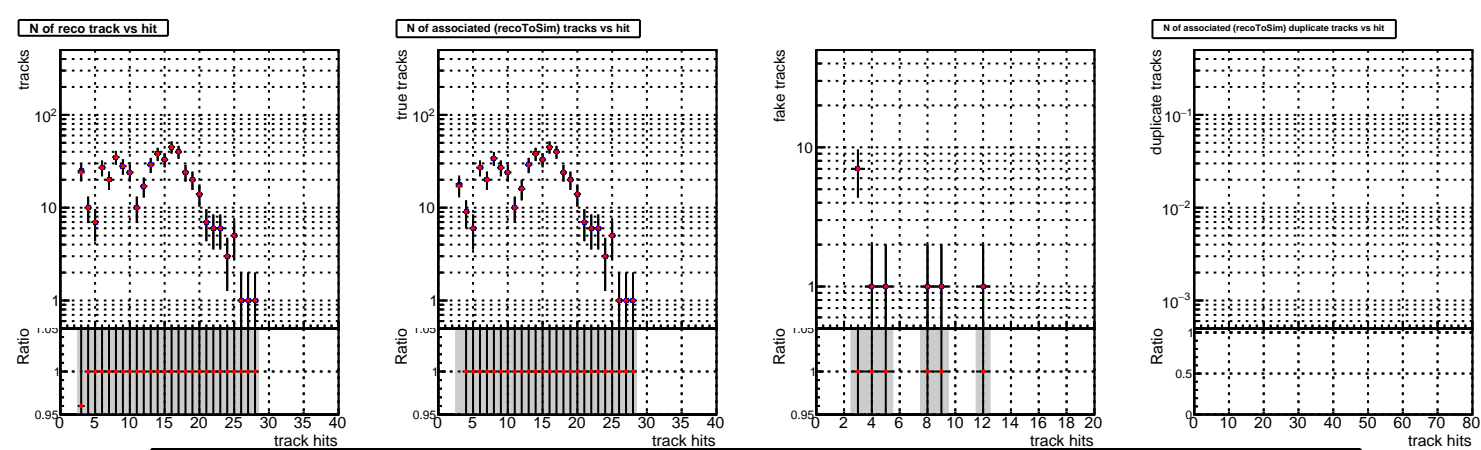 N of reco track vs hit
tracks
10²
10
1
Ratio
1.05
1
0.95
0 5 10 15 20 25 30 35 40
track hits
N of associated (recoToSim) tracks vs hit
true tracks
10²
10
1
Ratio
1.05
1
0.95
0 5 10 15 20 25 30 35 40
track hits
fake tracks
10
1
Ratio
1.05
1
0.95
0 2 4 6 8 10 12 14 16 18 20
track hits
N of associated (recoToSim) duplicate tracks vs hit
duplicate tracks
10⁻¹
10⁻²
10⁻³
Ratio
1
0.5
0
0 10 20 30 40 50 60 70 80
track hits